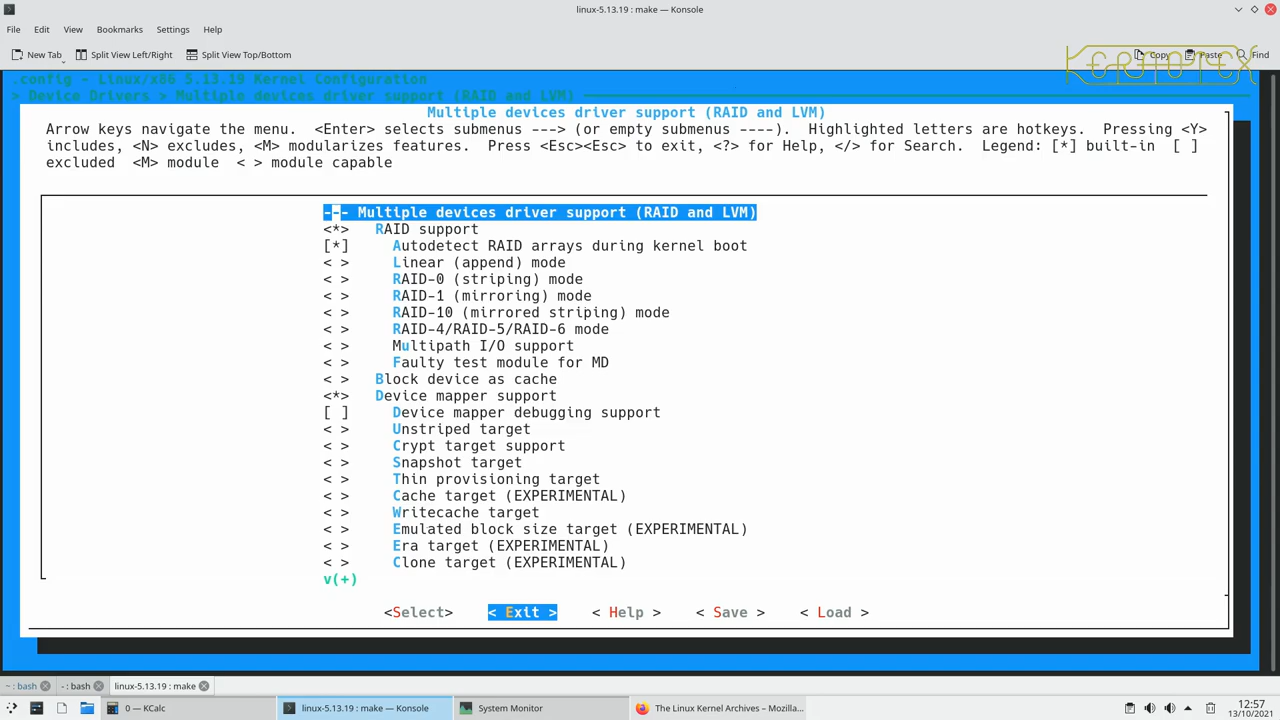 linux-5.13.19 : make — Konsole
File Edit View Bookmarks Settings Help
New Tab Split View Left/Right Split View Top/Bottom Copy Paste Find
KERNOTEX
.config - Linux/x86 5.13.19 Kernel Configuration
> Device Drivers > Multiple devices driver support (RAID and LVM)
Multiple devices driver support (RAID and LVM)
Arrow keys navigate the menu. <Enter> selects submenus ---> (or empty submenus ----). Highlighted letters are hotkeys. Pressing <Y>
includes, <N> excludes, <M> modularizes features. Press <Esc><Esc> to exit, <?> for Help, </> for Search. Legend: [*] built-in [ ]
excluded <M> module < > module capable
--- Multiple devices driver support (RAID and LVM)
<*> RAID support
[*] Autodetect RAID arrays during kernel boot
< > Linear (append) mode
< > RAID-0 (striping) mode
< > RAID-1 (mirroring) mode
< > RAID-10 (mirrored striping) mode
< > RAID-4/RAID-5/RAID-6 mode
< > Multipath I/O support
< > Faulty test module for MD
< > Block device as cache
<*> Device mapper support
[ ] Device mapper debugging support
< > Unstriped target
< > Crypt target support
< > Snapshot target
< > Thin provisioning target
< > Cache target (EXPERIMENTAL)
< > Writecache target
< > Emulated block size target (EXPERIMENTAL)
< > Era target (EXPERIMENTAL)
< > Clone target (EXPERIMENTAL)
v(+)
<Select> < Exit > < Help > < Save > < Load >
~ : bash - : bash linux-5.13.19 : make
0 — KCalc linux-5.13.19 : make — Konsole System Monitor The Linux Kernel Archives – Mozilla... 12:57
13/10/2021